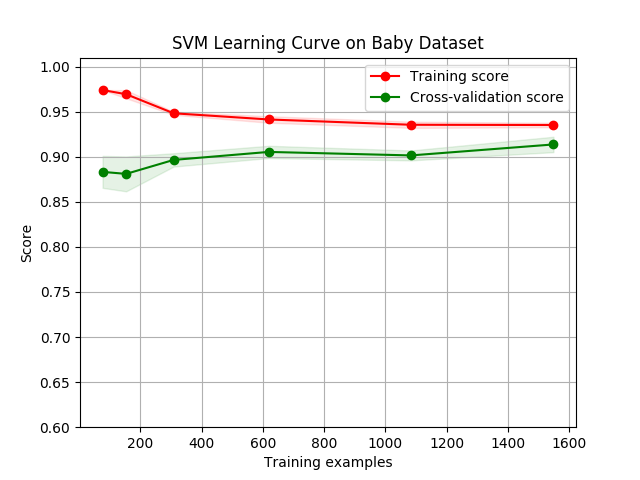 SVM Learning Curve on Baby Dataset
Training score
Cross-validation score
1.00
0.95
0.90
0.85
0.80
0.75
0.70
0.65
0.60
Score
200 400 600 800 1000 1200 1400 1600
Training examples